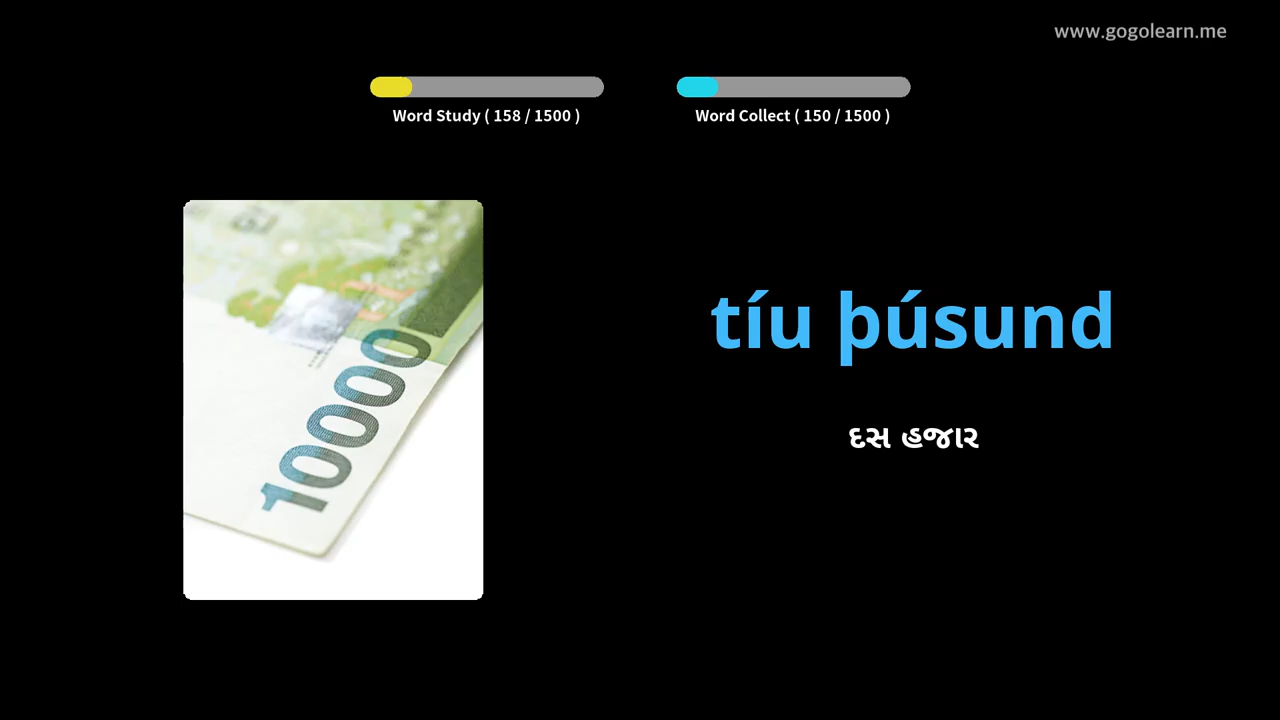 www.gogolearn.me
Word Study ( 158 / 1500 )
Word Collect ( 150 / 1500 )
10000
tíu þúsund
દસ હજાર